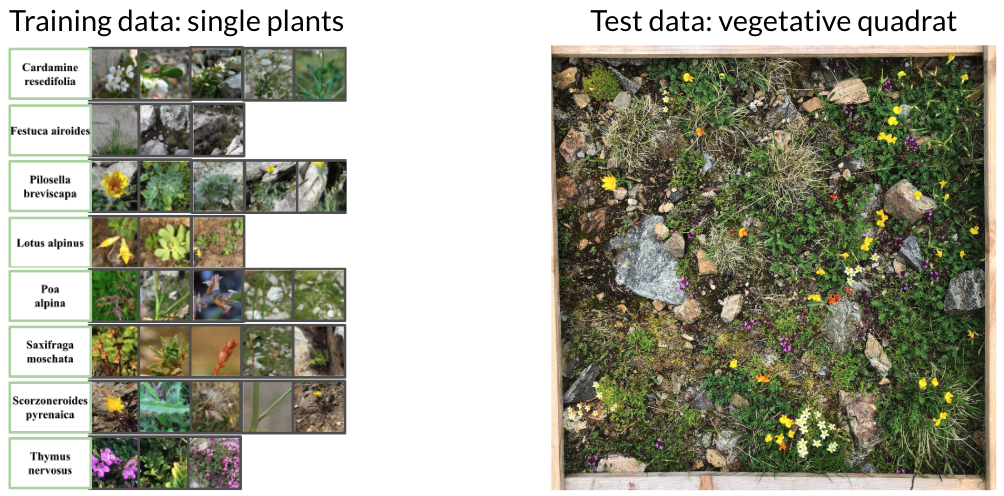 Training data: single plants
Test data: vegetative quadrat
Cardamine
resedifolia
Festuca airoides
Pilosella
breviscapa
Lotus alpinus
Poa
alpina
Saxifraga
moschata
Scorzoneroides
pyrenaica
Thymus
nervosus